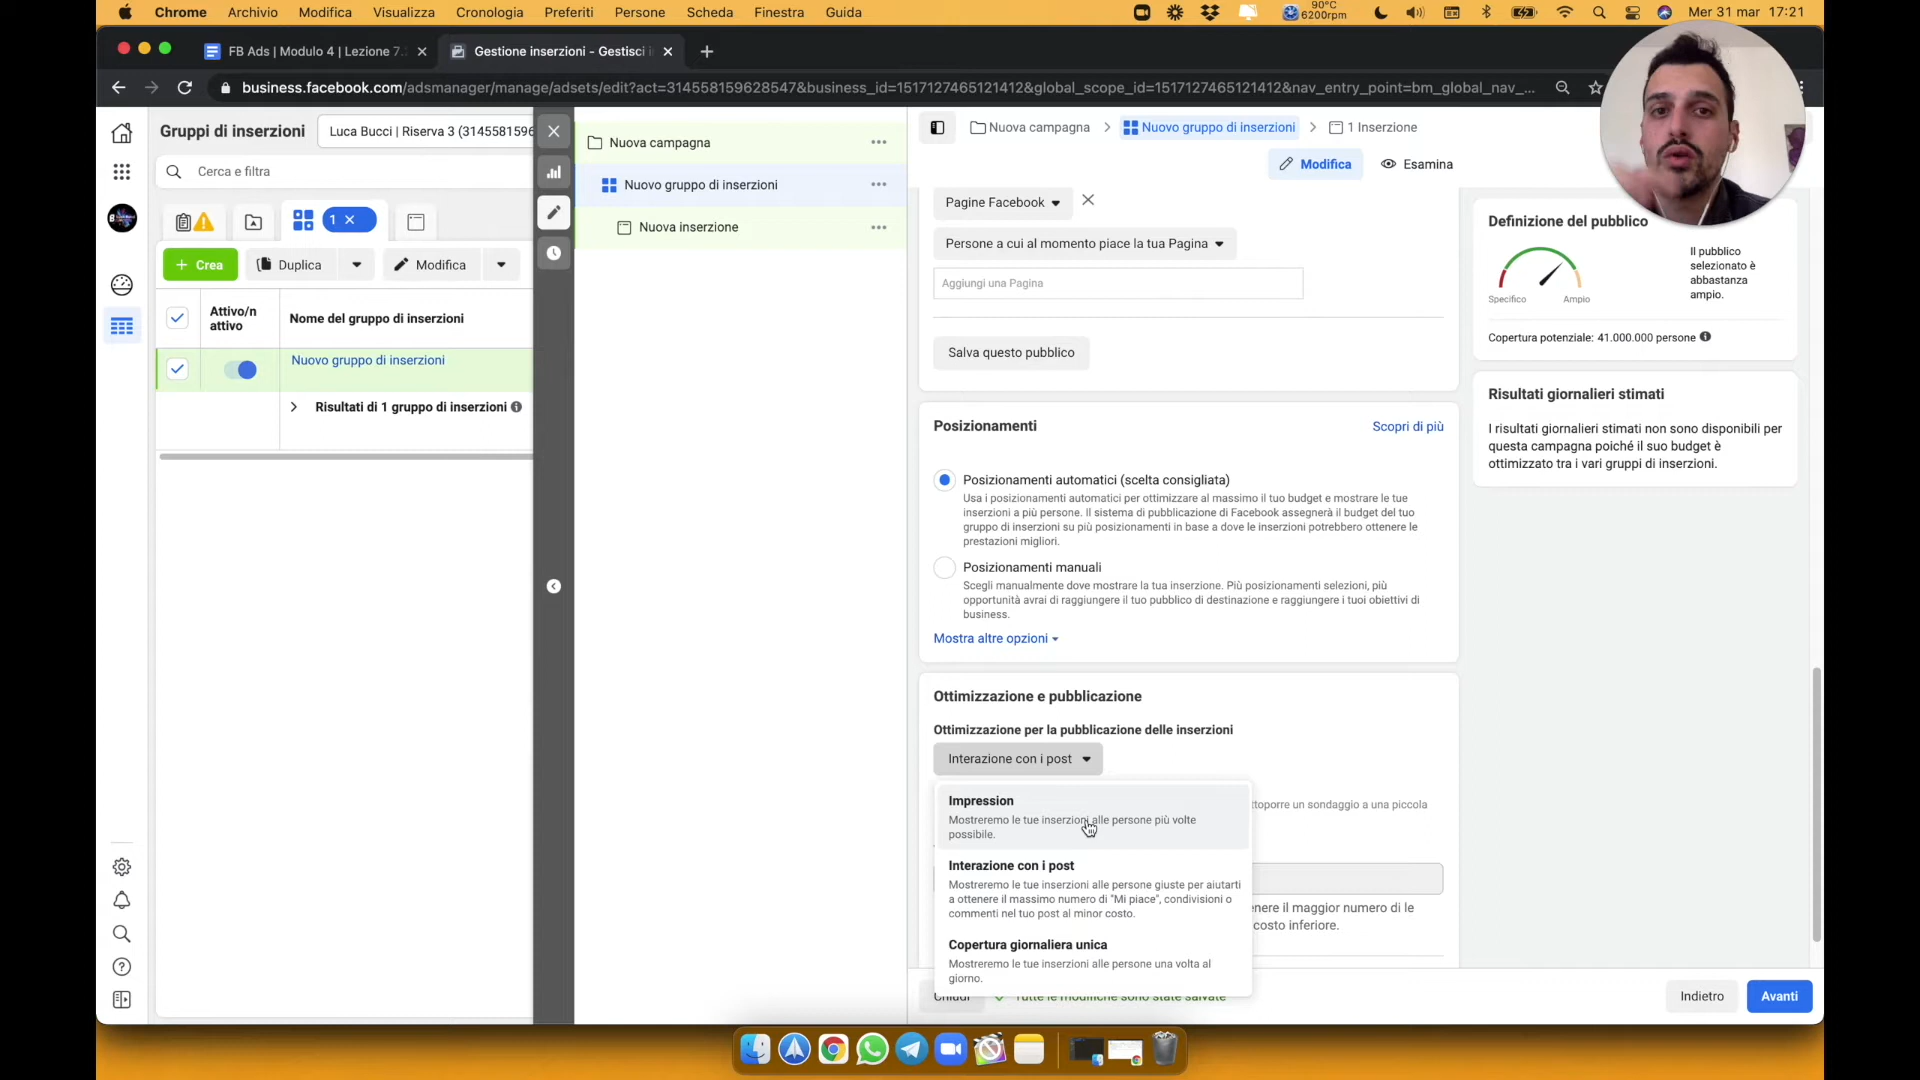 Chrome Archivio Modifica Visualizza Cronologia Preferiti Persone Scheda Finestra Guida
90°C
6200rpm
Mer 31 mar 17:21
FB Ads | Modulo 4 | Lezione 7.
Gestione inserzioni - Gestisci i
business.facebook.com/adsmanager/manage/adsets/edit?act=314558159628547&business_id=1517127465121412&global_scope_id=1517127465121412&nav_entry_point=bm_global_nav_...
Gruppi di inserzioni
Luca Bucci | Riserva 3 (3145581596
Cerca e filtra
1
Crea
Duplica
Modifica
Attivo/n
attivo
Nome del gruppo di inserzioni
Nuovo gruppo di inserzioni
Risultati di 1 gruppo di inserzioni
Nuova campagna
Nuovo gruppo di inserzioni
Nuova inserzione
Nuova campagna
Nuovo gruppo di inserzioni
1 Inserzione
Modifica
Esamina
Pagine Facebook
Persone a cui al momento piace la tua Pagina
Aggiungi una Pagina
Salva questo pubblico
Posizionamenti
Scopri di più
Posizionamenti automatici (scelta consigliata)
Usa i posizionamenti automatici per ottimizzare al massimo il tuo budget e mostrare le tue
inserzioni a più persone. Il sistema di pubblicazione di Facebook assegnerà il budget del tuo
gruppo di inserzioni su più posizionamenti in base a dove le inserzioni potrebbero ottenere le
prestazioni migliori.
Posizionamenti manuali
Scegli manualmente dove mostrare la tua inserzione. Più posizionamenti selezioni, più
opportunità avrai di raggiungere il tuo pubblico di destinazione e raggiungere i tuoi obiettivi di
business.
Mostra altre opzioni
Ottimizzazione e pubblicazione
Ottimizzazione per la pubblicazione delle inserzioni
Interazione con i post
Impression
Mostreremo le tue inserzioni alle persone più volte
possibile.
Interazione con i post
Mostreremo le tue inserzioni alle persone giuste per aiutarti
a ottenere il massimo numero di "Mi piace", condivisioni o
commenti nel tuo post al minor costo.
Copertura giornaliera unica
Mostreremo le tue inserzioni alle persone una volta al
giorno.
ttoporre un sondaggio a una piccola
enere il maggior numero di le
costo inferiore.
Chiudi
Tutte le modifiche sono state salvate
Indietro
Avanti
Definizione del pubblico
Specifico
Ampio
Il pubblico
selezionato è
abbastanza
ampio.
Copertura potenziale: 41.000.000 persone
Risultati giornalieri stimati
I risultati giornalieri stimati non sono disponibili per
questa campagna poiché il suo budget è
ottimizzato tra i vari gruppi di inserzioni.